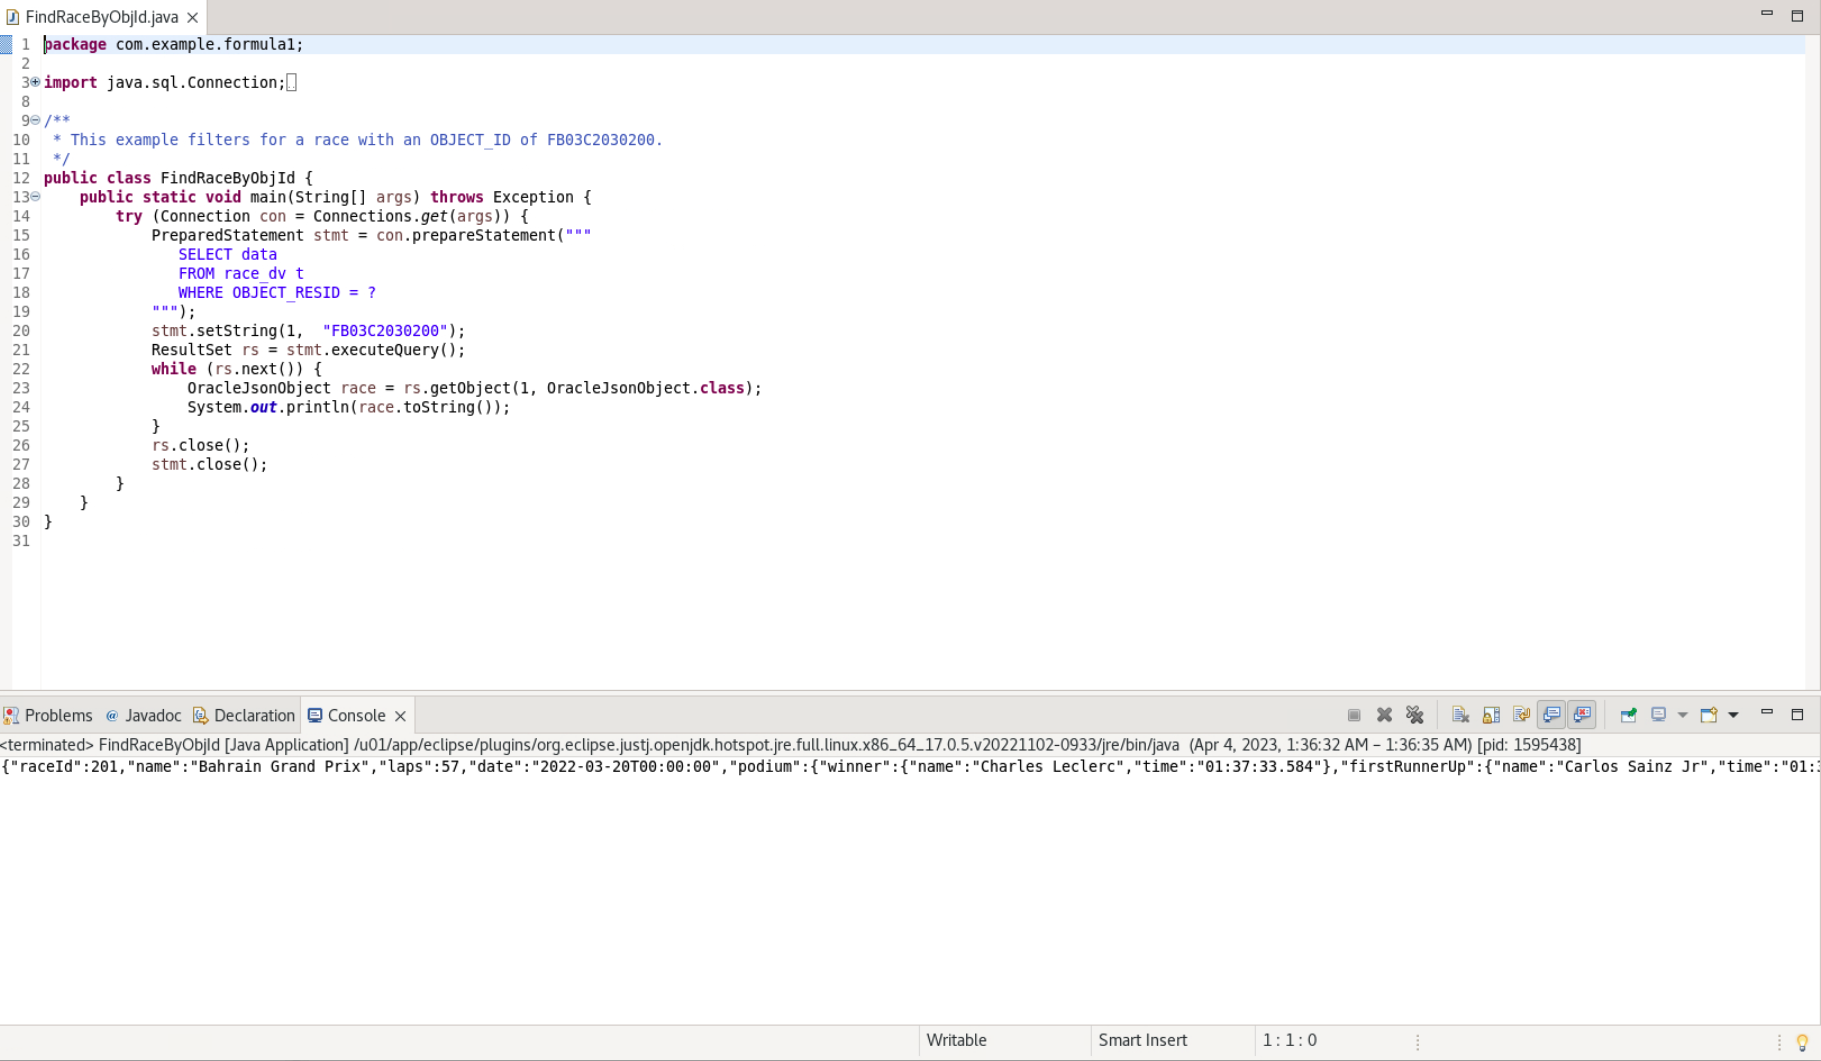 FindRaceByObjId.java
1 package com.example.formula1;
2
3 import java.sql.Connection;
8
9 /**
10  * This example filters for a race with an OBJECT_ID of FB03C2030200.
11  */
12 public class FindRaceByObjId {
13     public static void main(String[] args) throws Exception {
14         try (Connection con = Connections.get(args)) {
15             PreparedStatement stmt = con.prepareStatement("""
16                SELECT data
17                FROM race_dv t
18                WHERE OBJECT_RESID = ?
19             """);
20             stmt.setString(1,  "FB03C2030200");
21             ResultSet rs = stmt.executeQuery();
22             while (rs.next()) {
23                 OracleJsonObject race = rs.getObject(1, OracleJsonObject.class);
24                 System.out.println(race.toString());
25             }
26             rs.close();
27             stmt.close();
28         }
29     }
30 }
31
Problems @ Javadoc Declaration Console
<terminated> FindRaceByObjId [Java Application] /u01/app/eclipse/plugins/org.eclipse.justj.openjdk.hotspot.jre.full.linux.x86_64_17.0.5.v20221102-0933/jre/bin/java (Apr 4, 2023, 1:36:32 AM – 1:36:35 AM) [pid: 1595438]
{"raceId":201,"name":"Bahrain Grand Prix","laps":57,"date":"2022-03-20T00:00:00","podium":{"winner":{"name":"Charles Leclerc","time":"01:37:33.584"},"firstRunnerUp":{"name":"Carlos Sainz Jr","time":"01:
Writable Smart Insert 1 : 1 : 0